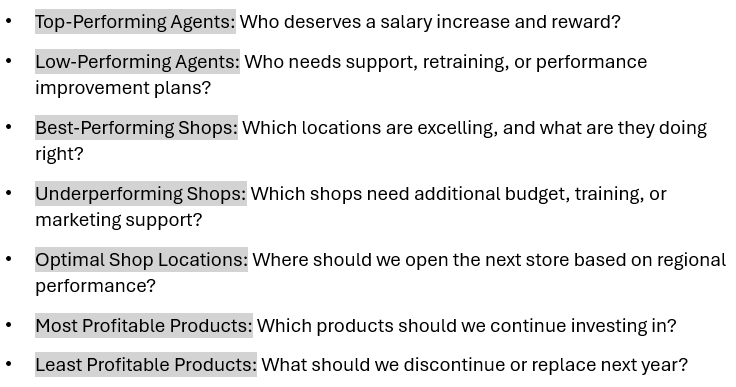 • Top-Performing Agents: Who deserves a salary increase and reward?
• Low-Performing Agents: Who needs support, retraining, or performance
improvement plans?
• Best-Performing Shops: Which locations are excelling, and what are they doing
right?
• Underperforming Shops: Which shops need additional budget, training, or
marketing support?
• Optimal Shop Locations: Where should we open the next store based on regional
performance?
• Most Profitable Products: Which products should we continue investing in?
• Least Profitable Products: What should we discontinue or replace next year?